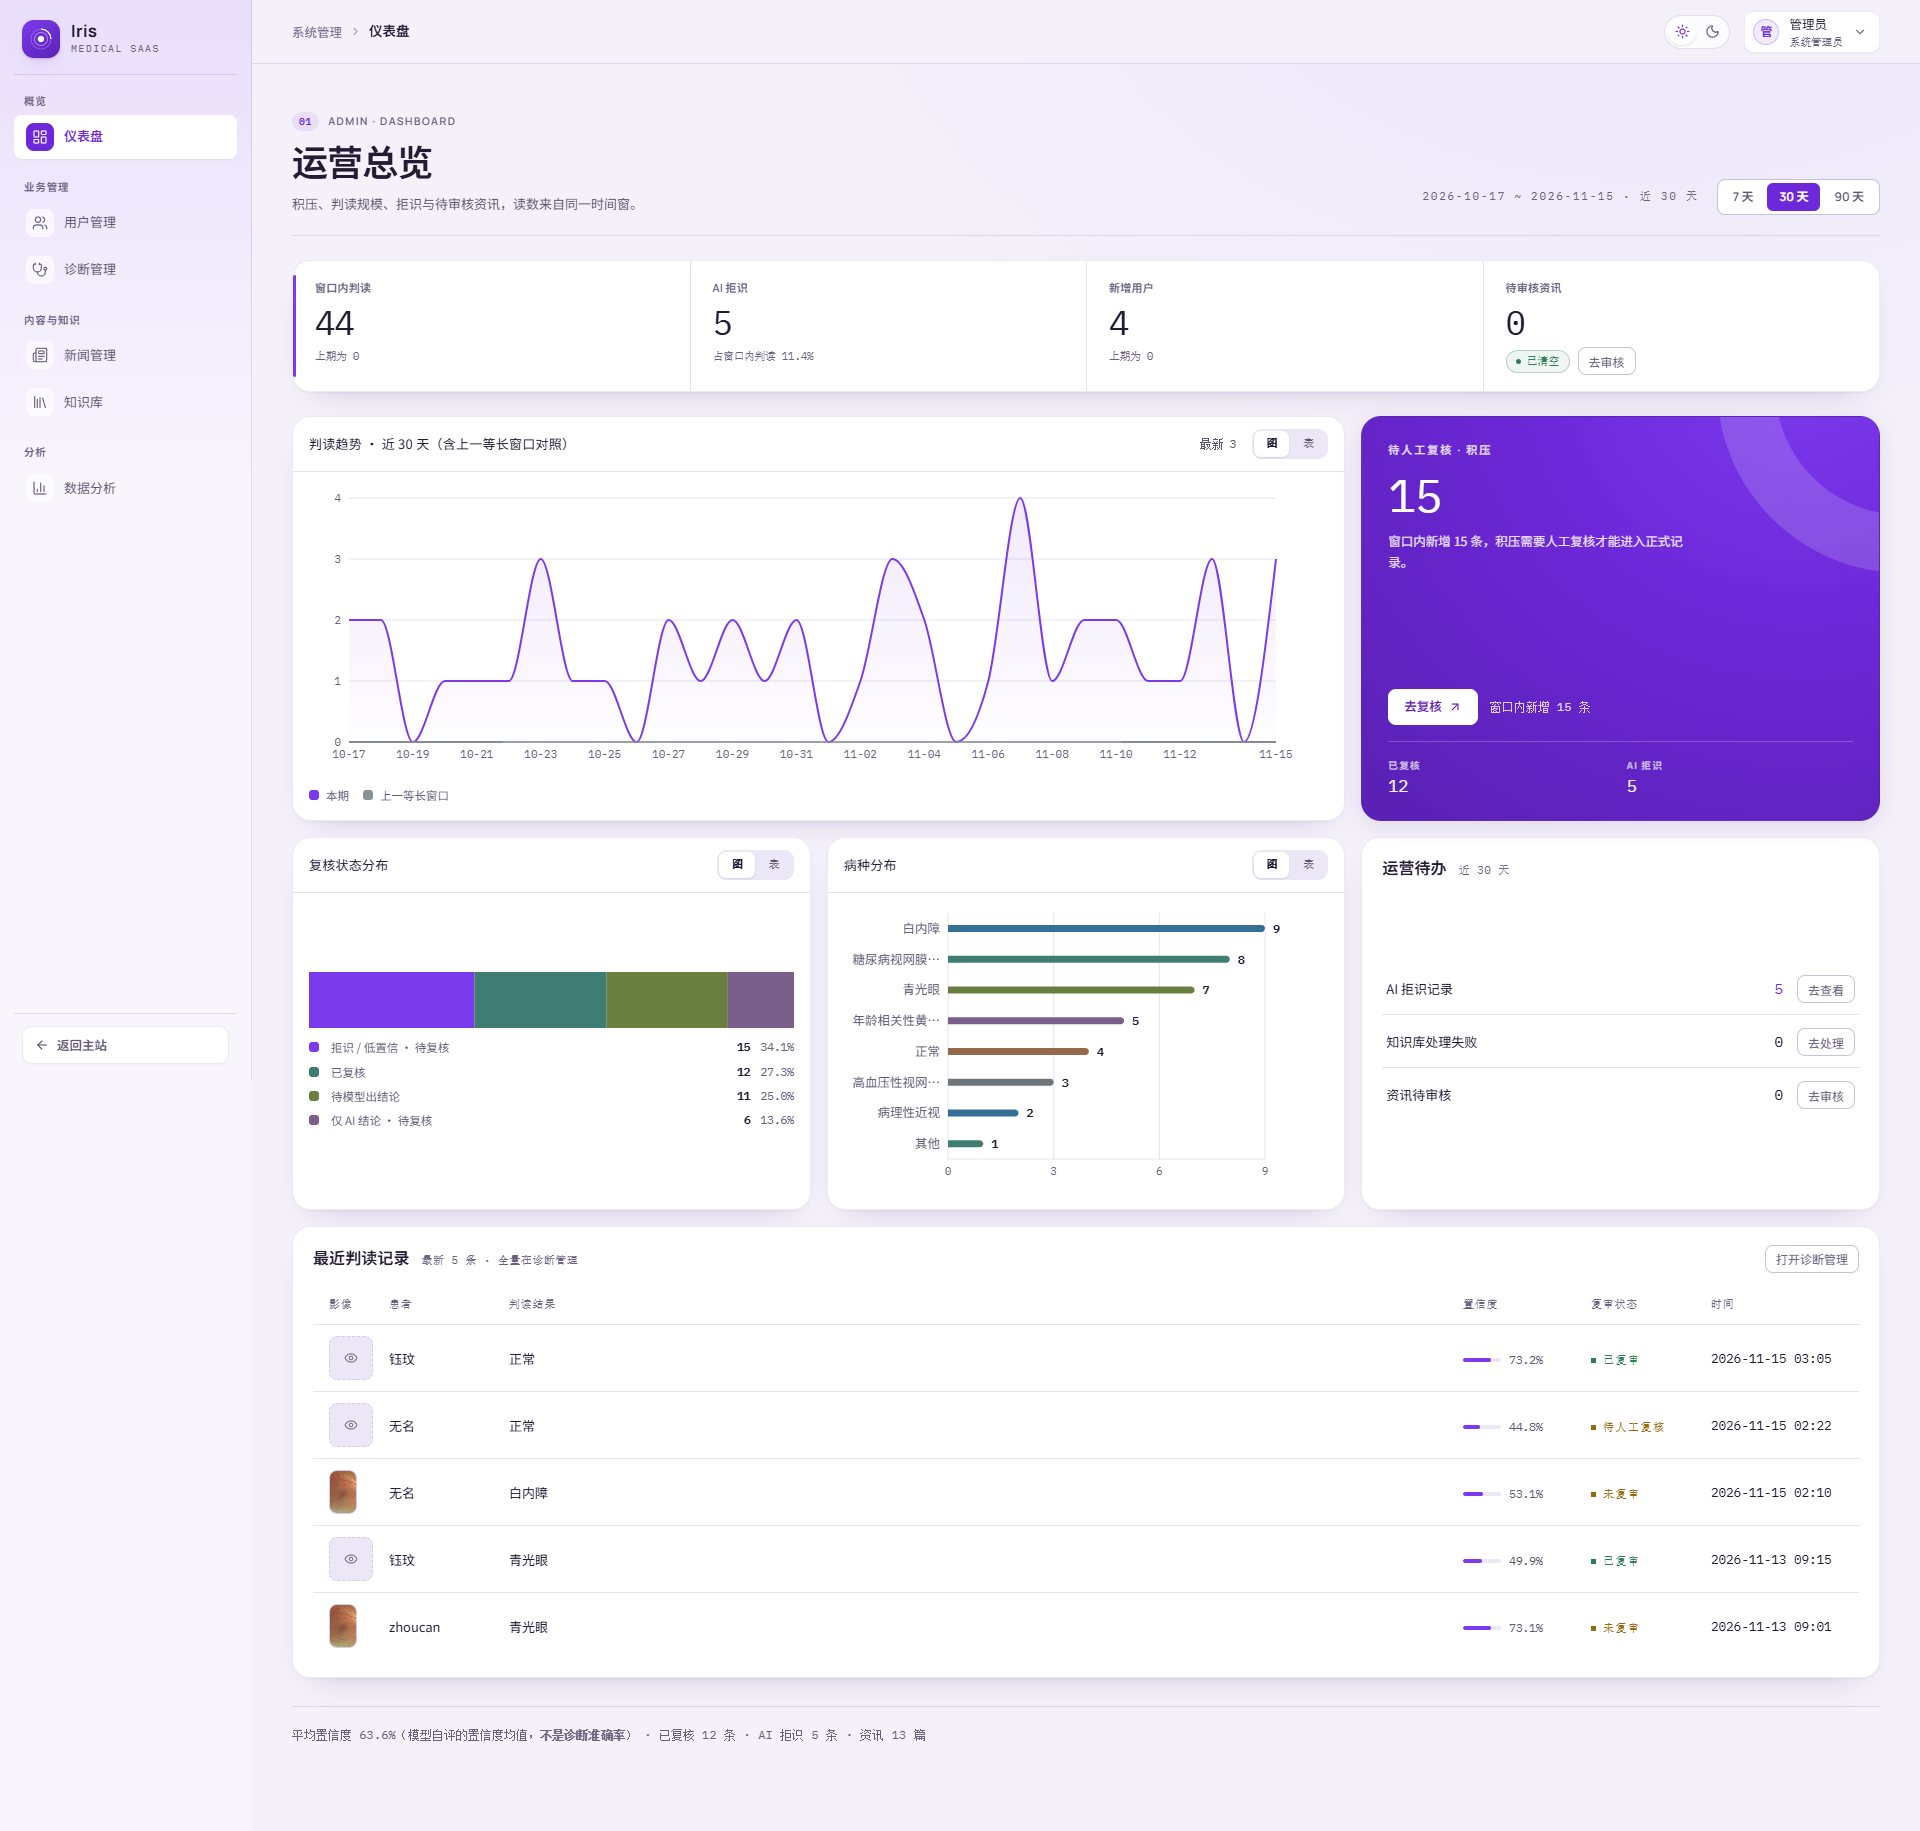 Iris
MEDICAL SAAS
概览
仪表盘
业务管理
用户管理
诊断管理
内容与知识
新闻管理
知识库
分析
数据分析
返回主站
系统管理 > 仪表盘
管 管理员
系统管理员
01 ADMIN · DASHBOARD
运营总览
积压、判读规模、拒识与待审核资讯，读数来自同一时间窗。
2026-10-17 ~ 2026-11-15 · 近 30 天
7 天 30 天 90 天
窗口内判读
44
上期为 0
AI 拒识
5
占窗口内判读 11.4%
新增用户
4
上期为 0
待审核资讯
0
已清空 去审核
判读趋势 · 近 30 天（含上一等长窗口对照）
最新 3 图 表
4
3
2
1
0
10-17 10-19 10-21 10-23 10-25 10-27 10-29 10-31 11-02 11-04 11-06 11-08 11-10 11-12 11-15
本期 上一等长窗口
待人工复核 · 积压
15
窗口内新增 15 条，积压需要人工复核才能进入正式记
录。
去复核 窗口内新增 15 条
已复核 AI 拒识
12 5
复核状态分布 图 表
拒识 / 低置信 · 待复核 15 34.1%
已复核 12 27.3%
待模型出结论 11 25.0%
仅 AI 结论 · 待复核 6 13.6%
病种分布 图 表
白内障 9
糖尿病视网膜… 8
青光眼 7
年龄相关性黄… 5
正常 4
高血压性视网… 3
病理性近视 2
其他 1
0 3 6 9
运营待办 近 30 天
AI 拒识记录 5 去查看
知识库处理失败 0 去处理
资讯待审核 0 去审核
最近判读记录 最新 5 条 · 全量在诊断管理 打开诊断管理
影像 患者 判读结果 置信度 复审状态 时间
钰玟 正常 73.2% 已复审 2026-11-15 03:05
无名 正常 44.8% 待人工复核 2026-11-15 02:22
无名 白内障 53.1% 未复审 2026-11-15 02:10
钰玟 青光眼 49.9% 已复审 2026-11-13 09:15
zhoucan 青光眼 73.1% 未复审 2026-11-13 09:01
平均置信度 63.6%（模型自评的置信度均值，不是诊断准确率） · 已复核 12 条 · AI 拒识 5 条 · 资讯 13 篇